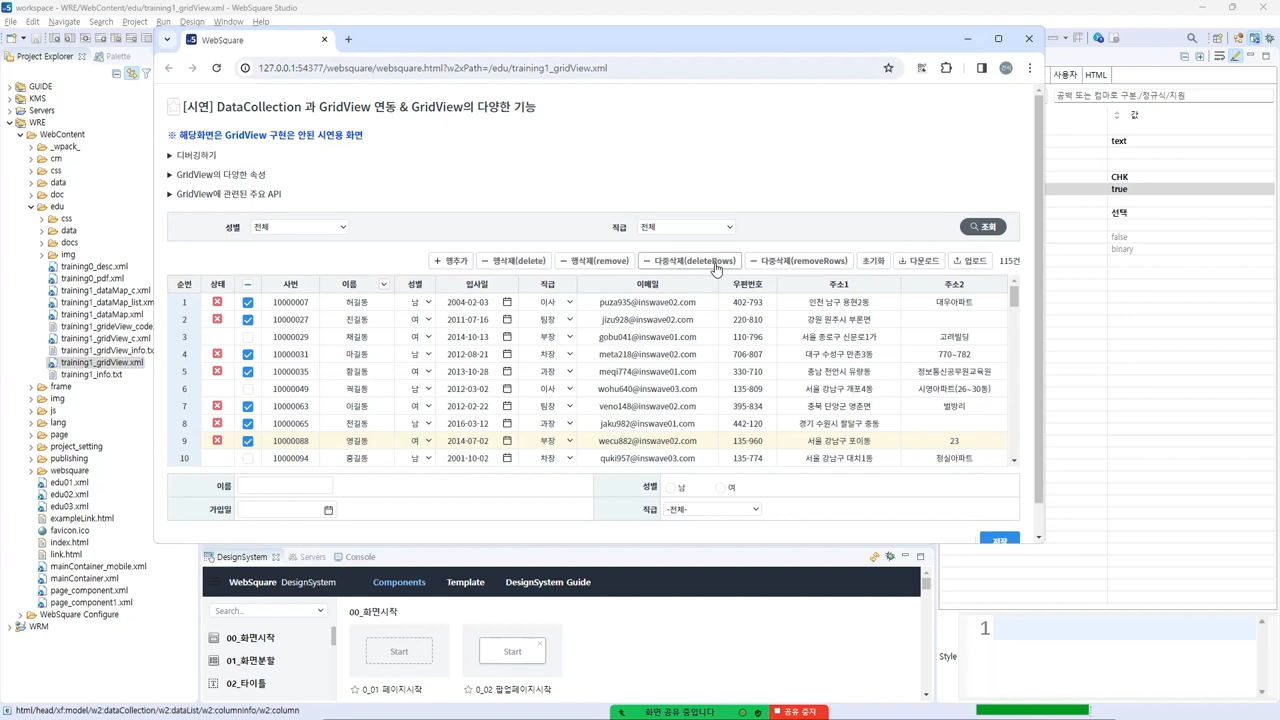 workspace - WRE/WebContent/edu/training1_gridView.xml - WebSquare Studio
File Edit Navigate Search Project Run Design Window Help
WebSquare
127.0.0.1:54377/websquare/websquare.html?w2xPath=/edu/training1_gridView.xml
Project Explorer Palette
GUIDE
KMS
Servers
WRE
WebContent
_wpack_
cm
css
data
doc
edu
css
data
docs
img
training0_desc.xml
training0_pdf.xml
training1_dataMap_c.xml
training1_dataMap_list.xm
training1_dataMap.xml
training1_grideView_code.
training1_gridView_c.xml
training1_gridView_info.tx
training1_gridView.xml
training1_info.txt
frame
img
js
lang
page
project_setting
publishing
websquare
edu01.xml
edu02.xml
edu03.xml
exampleLink.html
favicon.ico
index.html
link.html
mainContainer_mobile.xml
mainContainer.xml
page_component.xml
page_component1.xml
WebSquare Configure
WRM
[시연] DataCollection 과 GridView 연동 & GridView의 다양한 기능
※ 해당화면은 GridView 구현은 안된 시연용 화면
디버깅하기
GridView의 다양한 속성
GridView에 관련된 주요 API
성별 전체 직급 전체 조회
행추가 행삭제(delete) 행삭제(remove) 다중삭제(deleteRows) 다중삭제(removeRows) 초기화 다운로드 업로드 115건
순번 상태 사번 이름 성별 입사일 직급 이메일 우편번호 주소1 주소2
1 10000007 허길동 남 2004-02-03 이사 puza935@inswave02.com 402-793 인천 남구 용현2동 대우아파트
2 10000027 진길동 여 2011-07-16 팀장 jizu928@inswave02.com 220-810 강원 원주시 부론면
3 10000029 채길동 여 2014-10-13 부장 gobu041@inswave01.com 110-796 서울 종로구 신문로1가 고려빌딩
4 10000031 마길동 남 2012-08-21 차장 meta218@inswave02.com 706-807 대구 수성구 만촌3동 770~782
5 10000035 함길동 여 2013-10-28 과장 meqi774@inswave01.com 330-710 충남 천안시 유량동 정보통신공무원교육원
6 10000049 권길동 남 2012-03-02 이사 wohu640@inswave03.com 135-809 서울 강남구 개포4동 시영아파트(26~30동)
7 10000063 이길동 여 2012-02-22 팀장 veno148@inswave02.com 395-834 충북 단양군 영춘면 벌방리
8 10000065 전길동 남 2016-03-12 과장 jaku982@inswave01.com 442-120 경기 수원시 팔달구 중동
9 10000088 영길동 여 2014-07-02 부장 wecu882@inswave02.com 135-960 서울 강남구 포이동 23
10 10000094 홍길동 남 2001-10-02 차장 quki957@inswave03.com 135-774 서울 강남구 대치1동 청실아파트
이름 성별 남 여
가입일 직급 -전체-
저장
사용자 HTML
공백 또는 컴마로 구분./정규식/지원
값
text
CHK
true
선택
false
binary
DesignSystem Servers Console
WebSquare DesignSystem Components Template DesignSystem Guide
Search...
00_화면시작
01_화면분할
02_타이틀
00_화면시작
Start Start
0_01 페이지시작 0_02 팝업페이지시작
1
Style
html/head/xf:model/w2:dataCollection/w2:dataList/w2:columnInfo/w2:column
화면 공유 중입니다 공유 중지